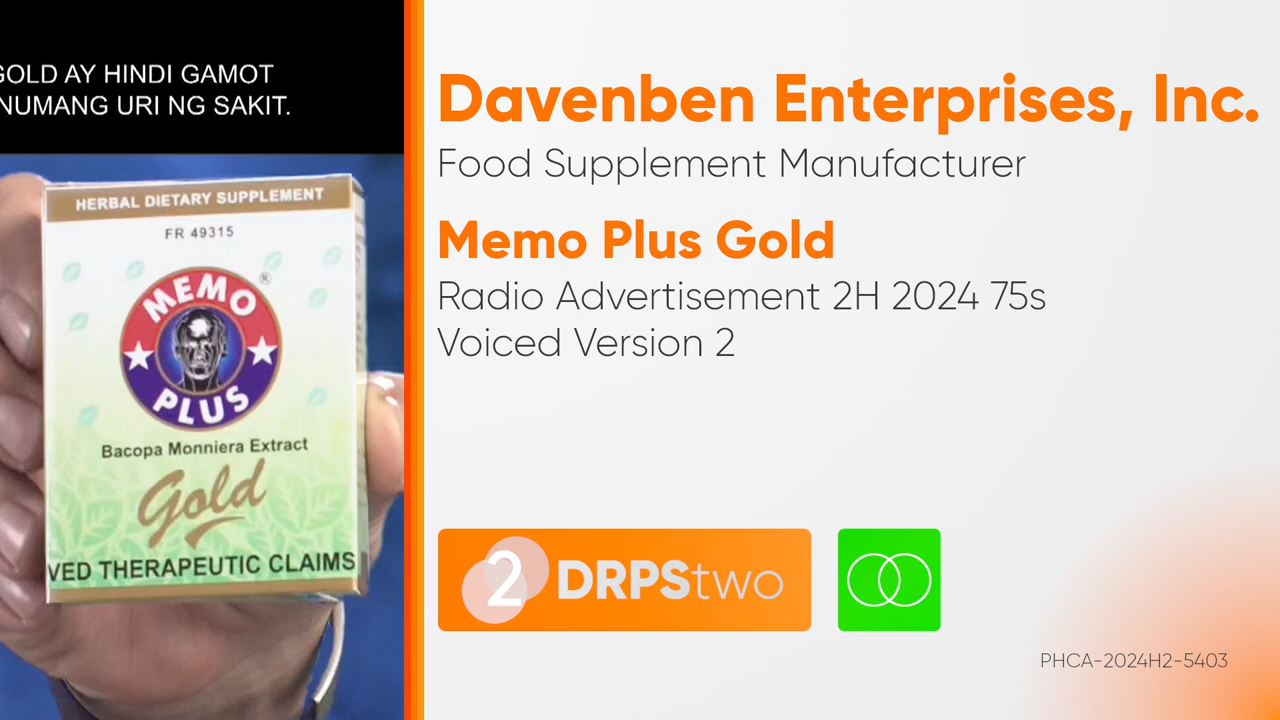 GOLD AY HINDI GAMOT
NUMANG URI NG SAKIT.
HERBAL DIETARY SUPPLEMENT
FR 49315
MEMO ®
PLUS
Bacopa Monniera Extract
Gold
VED THERAPEUTIC CLAIMS
Davenben Enterprises, Inc.
Food Supplement Manufacturer
Memo Plus Gold
Radio Advertisement 2H 2024 75s
Voiced Version 2
2 DRPStwo
PHCA-2024H2-5403